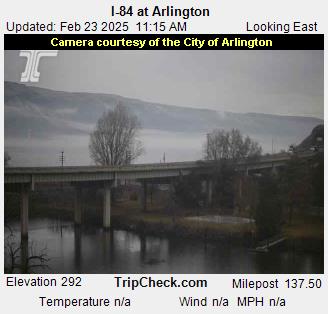 I-84 at Arlington
Updated: Feb 23 2025 11:15 AM Looking East
Camera courtesy of the City of Arlington
Elevation 292 TripCheck.com Milepost 137.50
Temperature n/a Wind n/a MPH n/a